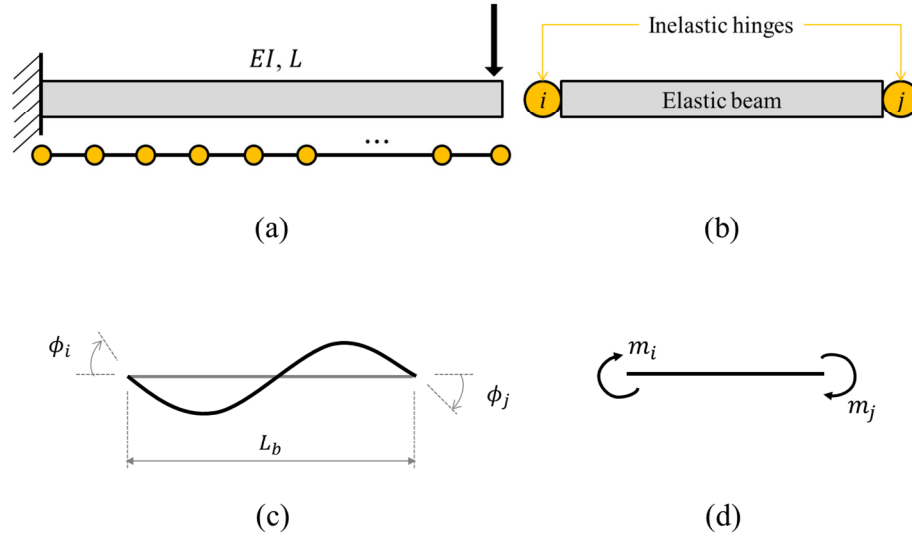 EI, L
...
(a)
Inelastic hinges
i
Elastic beam
j
(b)
ϕ_i
ϕ_j
L_b
(c)
m_i
m_j
(d)